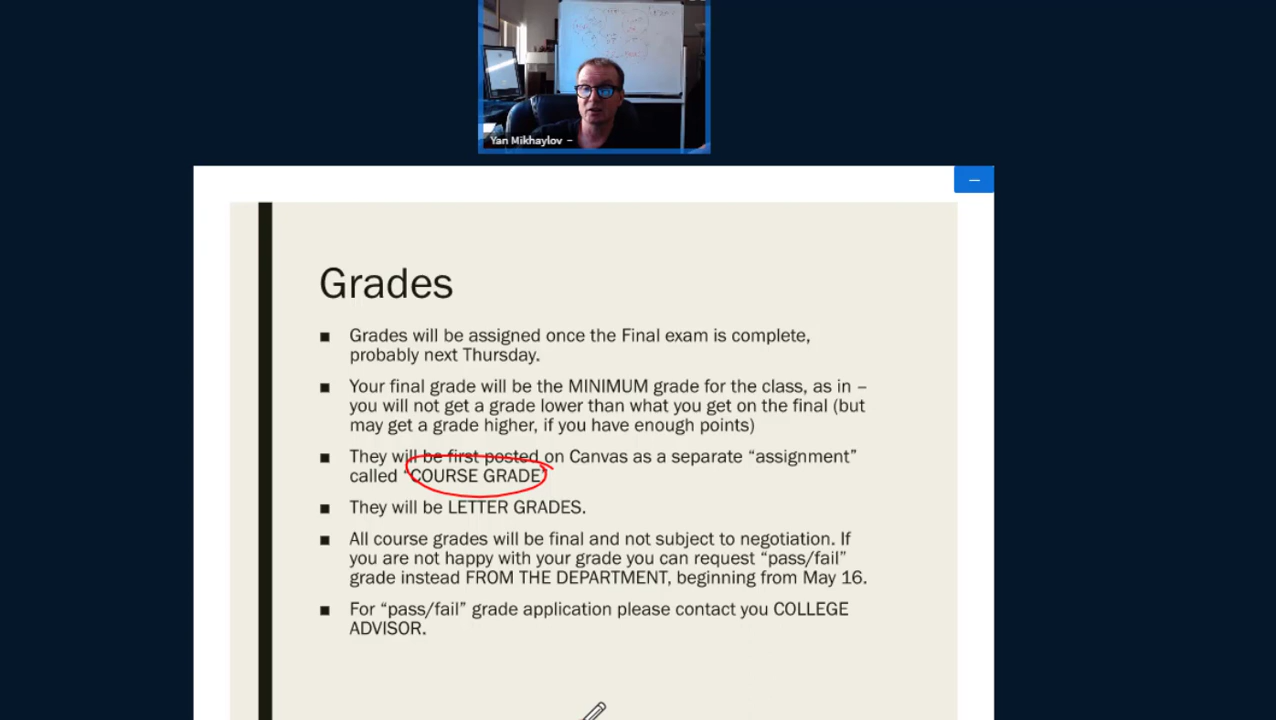 Yan Mikhaylov
Grades
Grades will be assigned once the Final exam is complete,
probably next Thursday.
Your final grade will be the MINIMUM grade for the class, as in –
you will not get a grade lower than what you get on the final (but
may get a grade higher, if you have enough points)
They will be first posted on Canvas as a separate “assignment”
called “COURSE GRADE”
They will be LETTER GRADES.
All course grades will be final and not subject to negotiation. If
you are not happy with your grade you can request “pass/fail”
grade instead FROM THE DEPARTMENT, beginning from May 16.
For “pass/fail” grade application please contact you COLLEGE
ADVISOR.